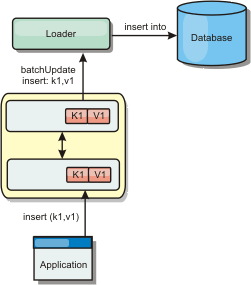 Loader
insert into
Database
batchUpdate
insert: k1,v1
K1 V1
K1 V1
insert (k1,v1)
Application